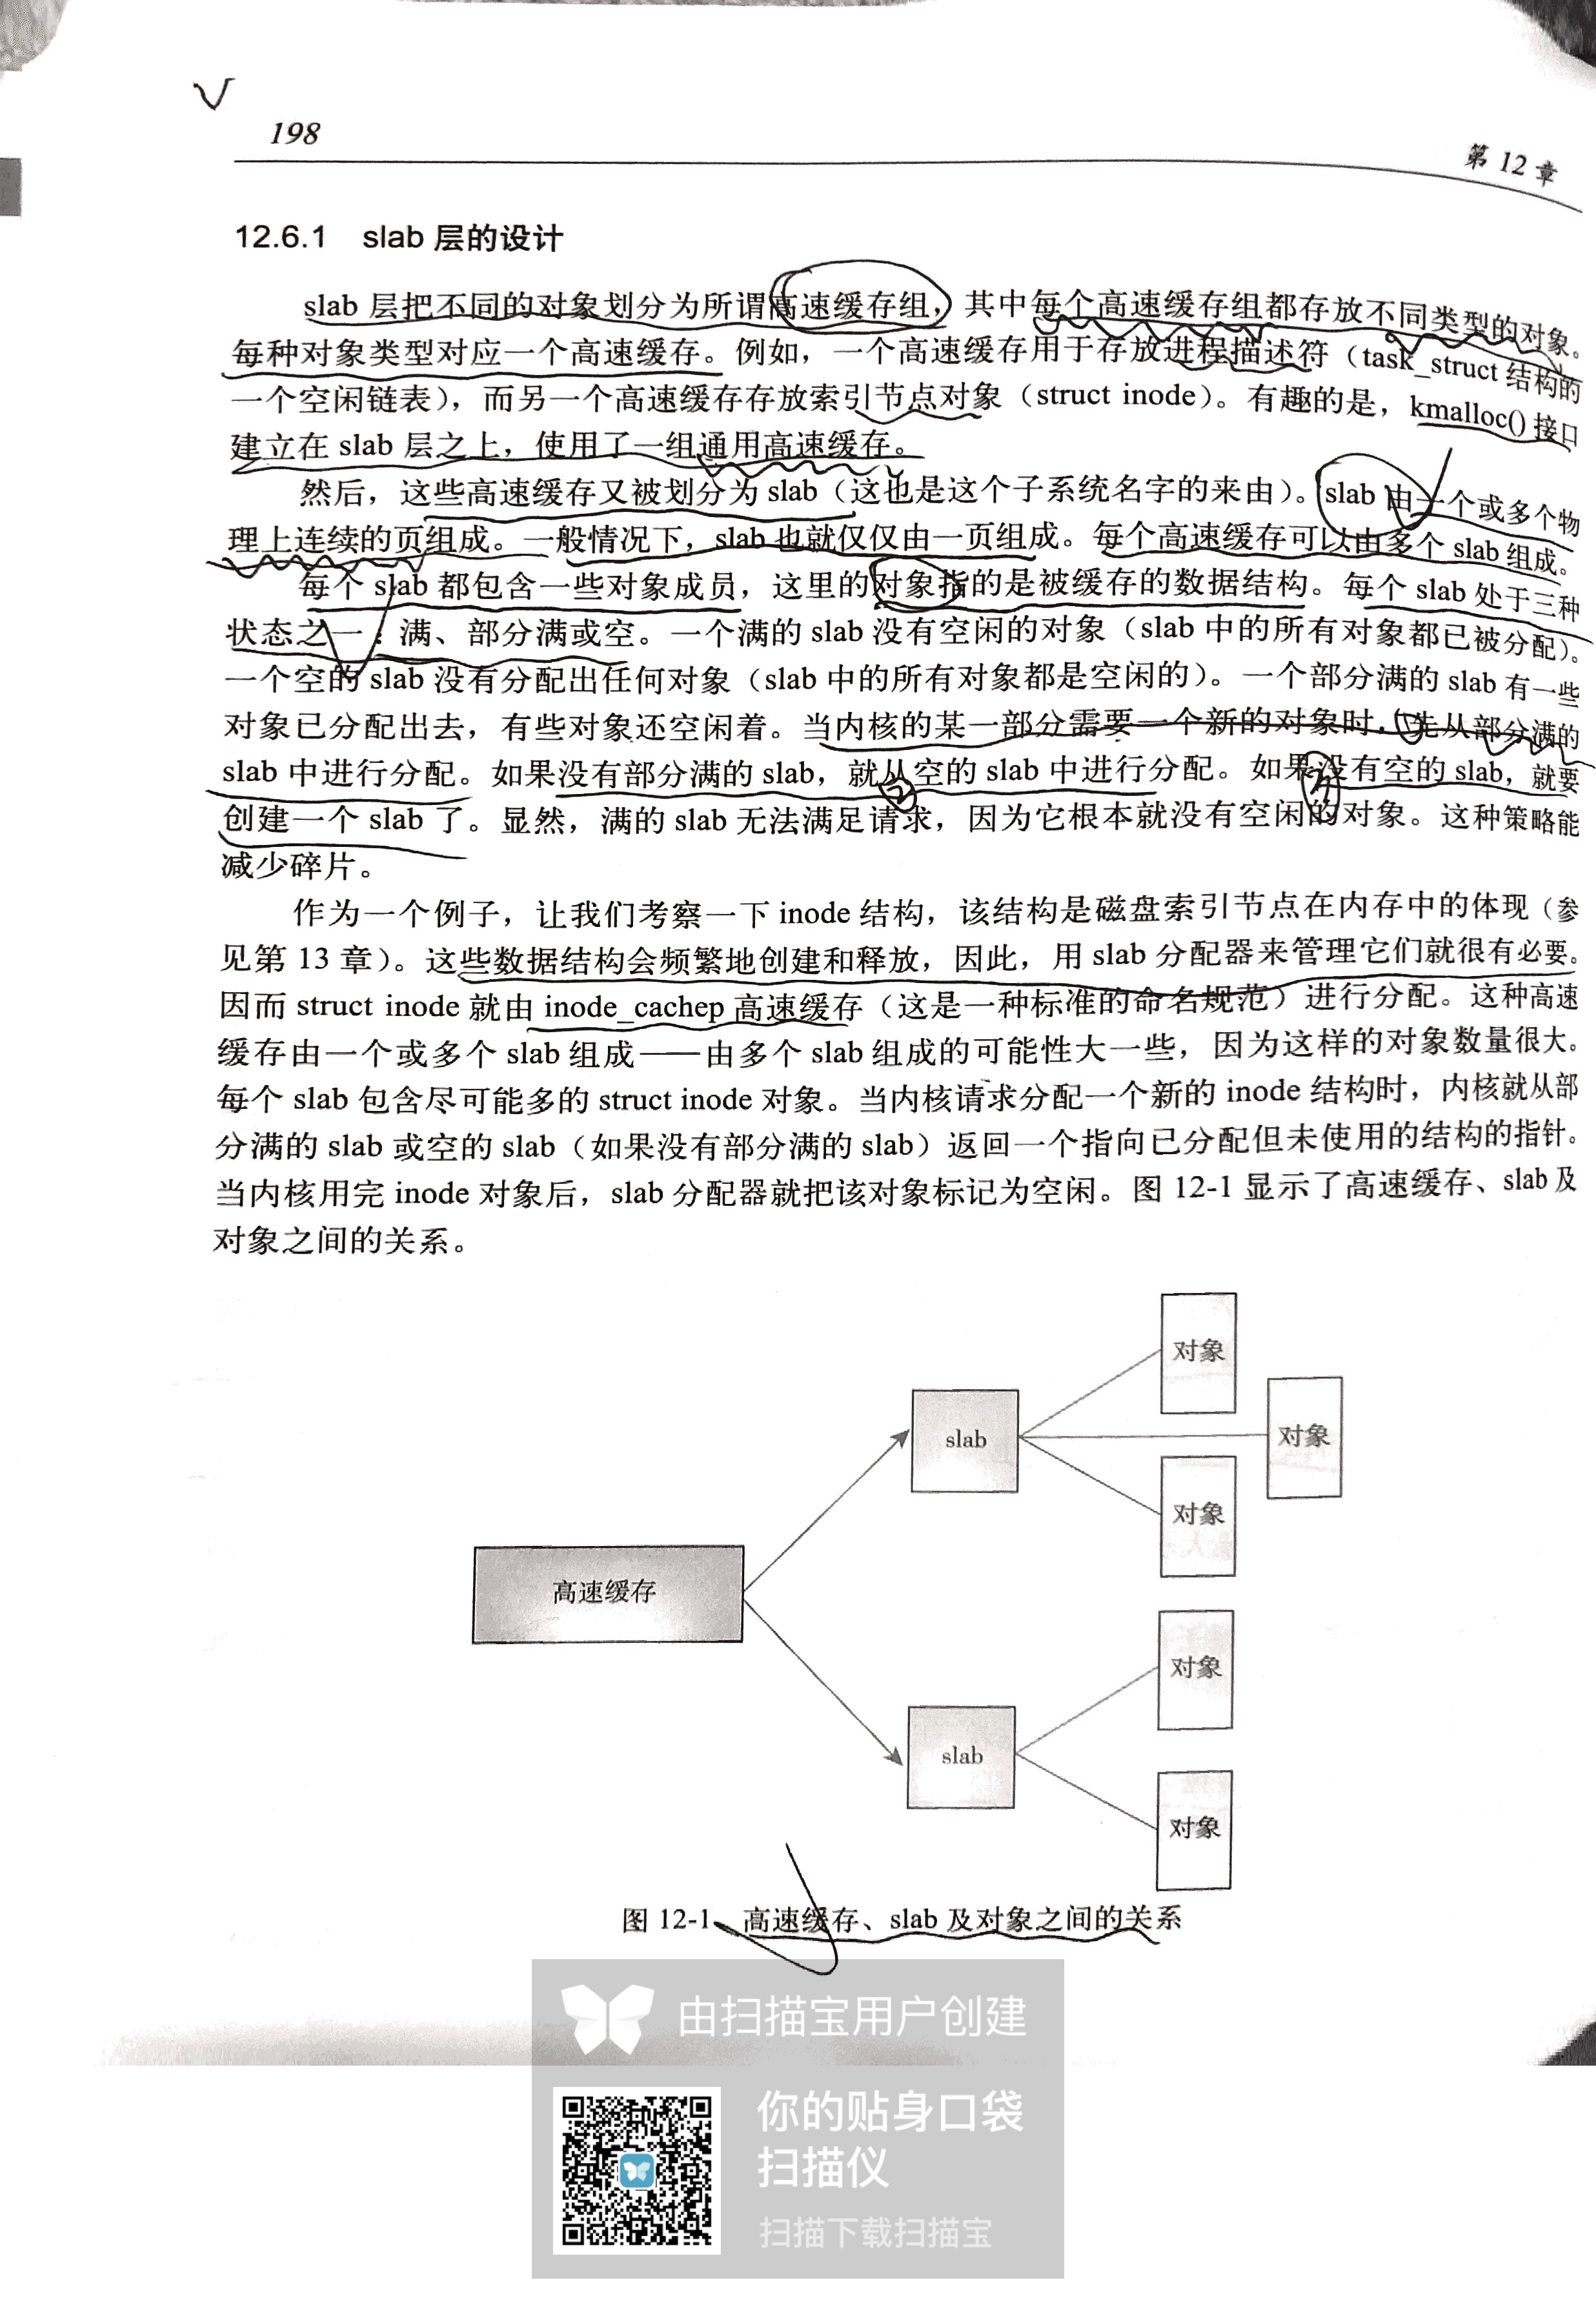 198
第 12 章
12.6.1 slab 层的设计
slab 层把不同的对象划分为所谓高速缓存组，其中每个高速缓存组都存放不同类型的对象。
每种对象类型对应一个高速缓存。例如，一个高速缓存用于存放进程描述符（task_struct 结构的
一个空闲链表），而另一个高速缓存存放索引节点对象（struct inode）。有趣的是，kmalloc() 接口
建立在 slab 层之上，使用了一组通用高速缓存。
然后，这些高速缓存又被划分为 slab（这也是这个子系统名字的来由）。slab 由一个或多个物
理上连续的页组成。一般情况下，slab 也就仅仅由一页组成。每个高速缓存可以由多个 slab 组成。
每个 slab 都包含一些对象成员，这里的对象指的是被缓存的数据结构。每个 slab 处于三种
状态之一：满、部分满或空。一个满的 slab 没有空闲的对象（slab 中的所有对象都已被分配）。
一个空的 slab 没有分配出任何对象（slab 中的所有对象都是空闲的）。一个部分满的 slab 有一些
对象已分配出去，有些对象还空闲着。当内核的某一部分需要一个新的对象时，先从部分满的
slab 中进行分配。如果没有部分满的 slab，就从空的 slab 中进行分配。如果没有空的 slab，就要
创建一个 slab 了。显然，满的 slab 无法满足请求，因为它根本就没有空闲的对象。这种策略能
减少碎片。
作为一个例子，让我们考察一下 inode 结构，该结构是磁盘索引节点在内存中的体现（参
见第 13 章）。这些数据结构会频繁地创建和释放，因此，用 slab 分配器来管理它们就很有必要。
因而 struct inode 就由 inode_cachep 高速缓存（这是一种标准的命名规范）进行分配。这种高速
缓存由一个或多个 slab 组成——由多个 slab 组成的可能性大一些，因为这样的对象数量很大。
每个 slab 包含尽可能多的 struct inode 对象。当内核请求分配一个新的 inode 结构时，内核就从部
分满的 slab 或空的 slab（如果没有部分满的 slab）返回一个指向已分配但未使用的结构的指针。
当内核用完 inode 对象后，slab 分配器就把该对象标记为空闲。图 12-1 显示了高速缓存、slab 及
对象之间的关系。
对象
slab
对象
对象
高速缓存
对象
slab
对象
图 12-1 高速缓存、slab 及对象之间的关系
由扫描宝用户创建
你的贴身口袋
扫描仪
扫描下载扫描宝